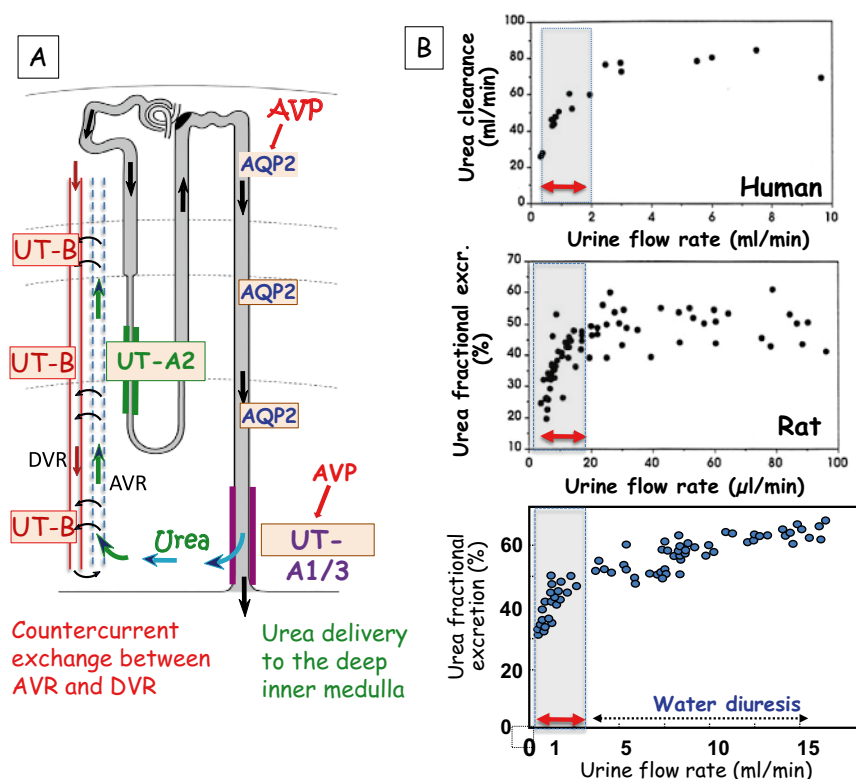 A
AVP
AQP2
UT-B
AQP2
UT-B
UT-A2
AQP2
DVR
AVR
AVP
UT-B
Urea
UT-
A1/3
Countercurrent
exchange between
AVR and DVR
Urea delivery
to the deep
inner medulla
B
Urea clearance
(ml/min)
100
80
60
40
20
0
0 2 4 6 8 10
Human
Urine flow rate (ml/min)
Urea fractional excr.
(%)
70
60
50
40
30
20
10
0 20 40 60 80 100
Rat
Urine flow rate (µl/min)
Urea fractional
excretion (%)
60
40
20
0
Water diuresis
0 1 5 10 15
Urine flow rate (ml/min)